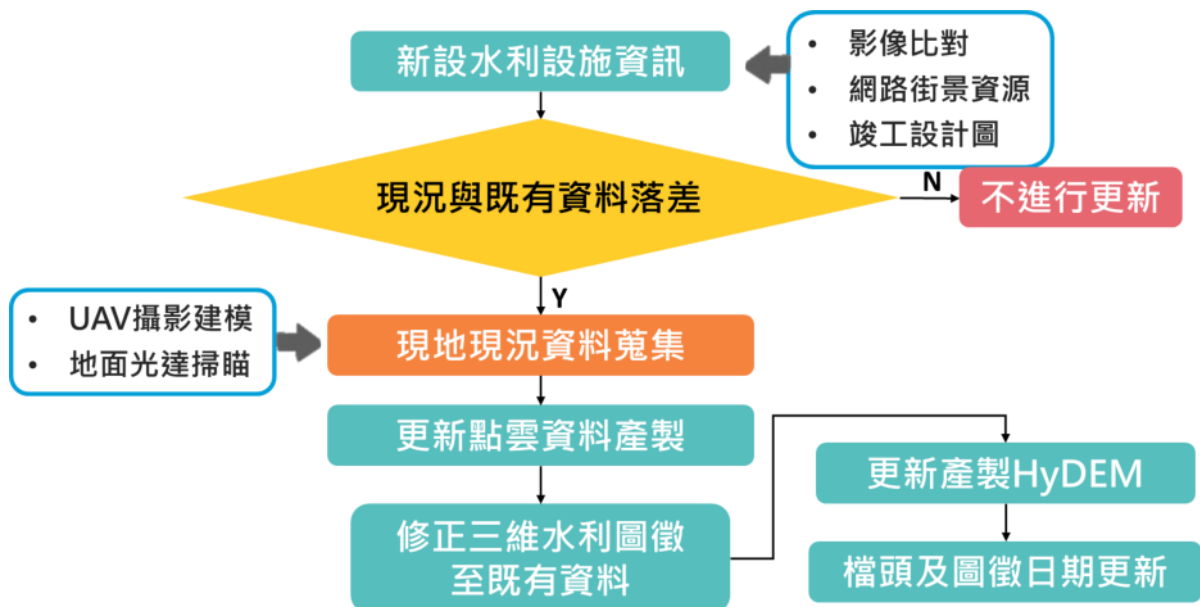 新設水利設施資訊
• 影像比對
• 網路街景資源
• 竣工設計圖
現況與既有資料落差
N
不進行更新
Y
• UAV攝影建模
• 地面光達掃瞄
現地現況資料蒐集
更新點雲資料產製
修正三維水利圖徵
至既有資料
更新產製HyDEM
檔頭及圖徵日期更新